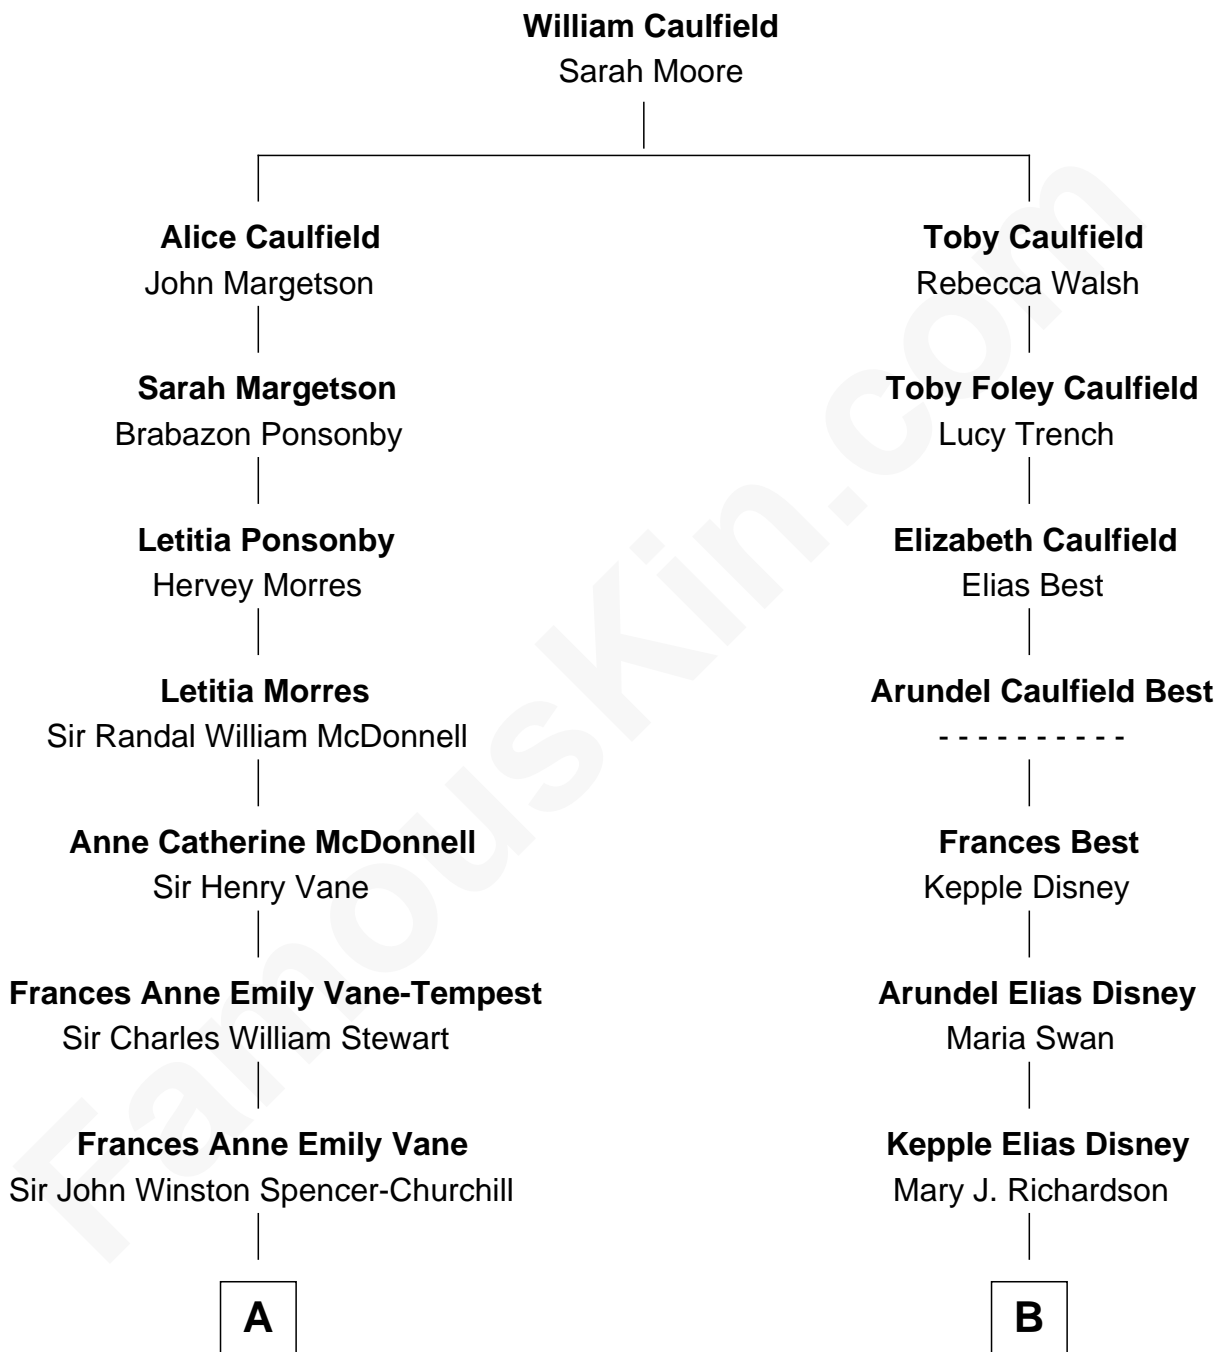 William Caulfield
Sarah Moore
Alice Caulfield
John Margetson
Sarah Margetson
Brabazon Ponsonby
Letitia Ponsonby
Hervey Morres
Letitia Morres
Sir Randal William McDonnell
Anne Catherine McDonnell
Sir Henry Vane
Frances Anne Emily Vane-Tempest
Sir Charles William Stewart
Frances Anne Emily Vane
Sir John Winston Spencer-Churchill
A
Toby Caulfield
Rebecca Walsh
Toby Foley Caulfield
Lucy Trench
Elizabeth Caulfield
Elias Best
Arundel Caulfield Best
- - - - - - - - - -
Frances Best
Kepple Disney
Arundel Elias Disney
Maria Swan
Kepple Elias Disney
Mary J. Richardson
B
FamousKin.com